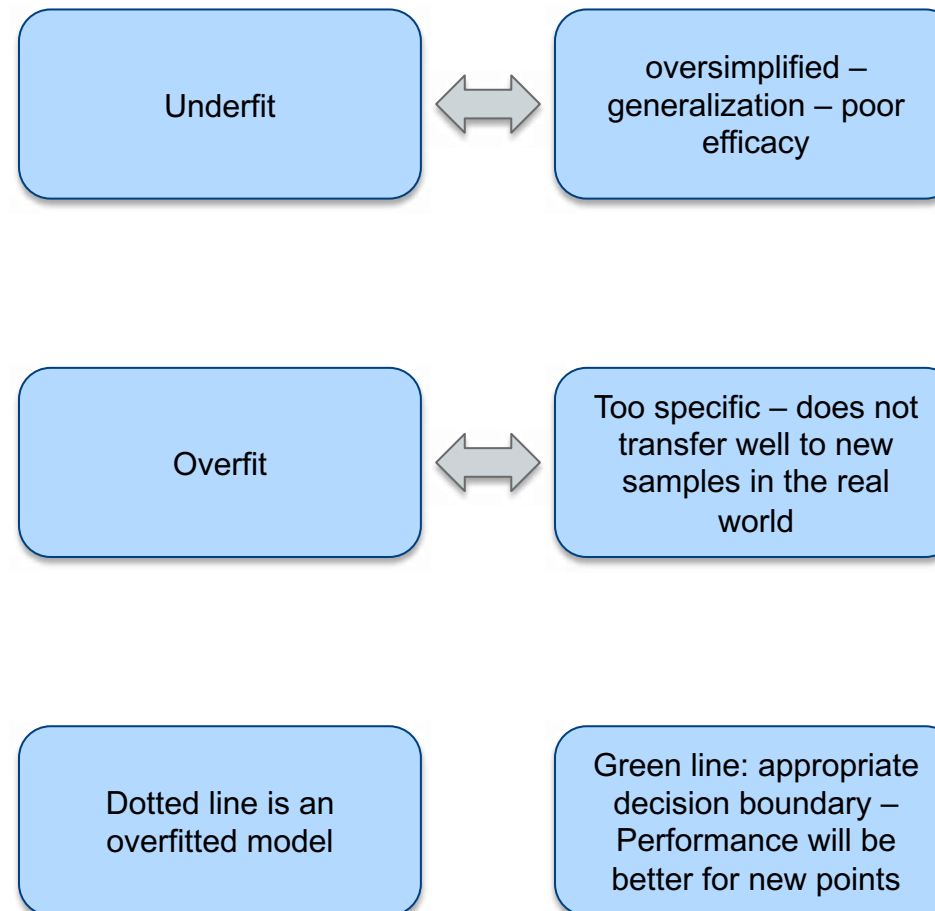 Underfit
oversimplified –
generalization – poor
efficacy
Overfit
Too specific – does not
transfer well to new
samples in the real
world
Dotted line is an
overfitted model
Green line: appropriate
decision boundary –
Performance will be
better for new points